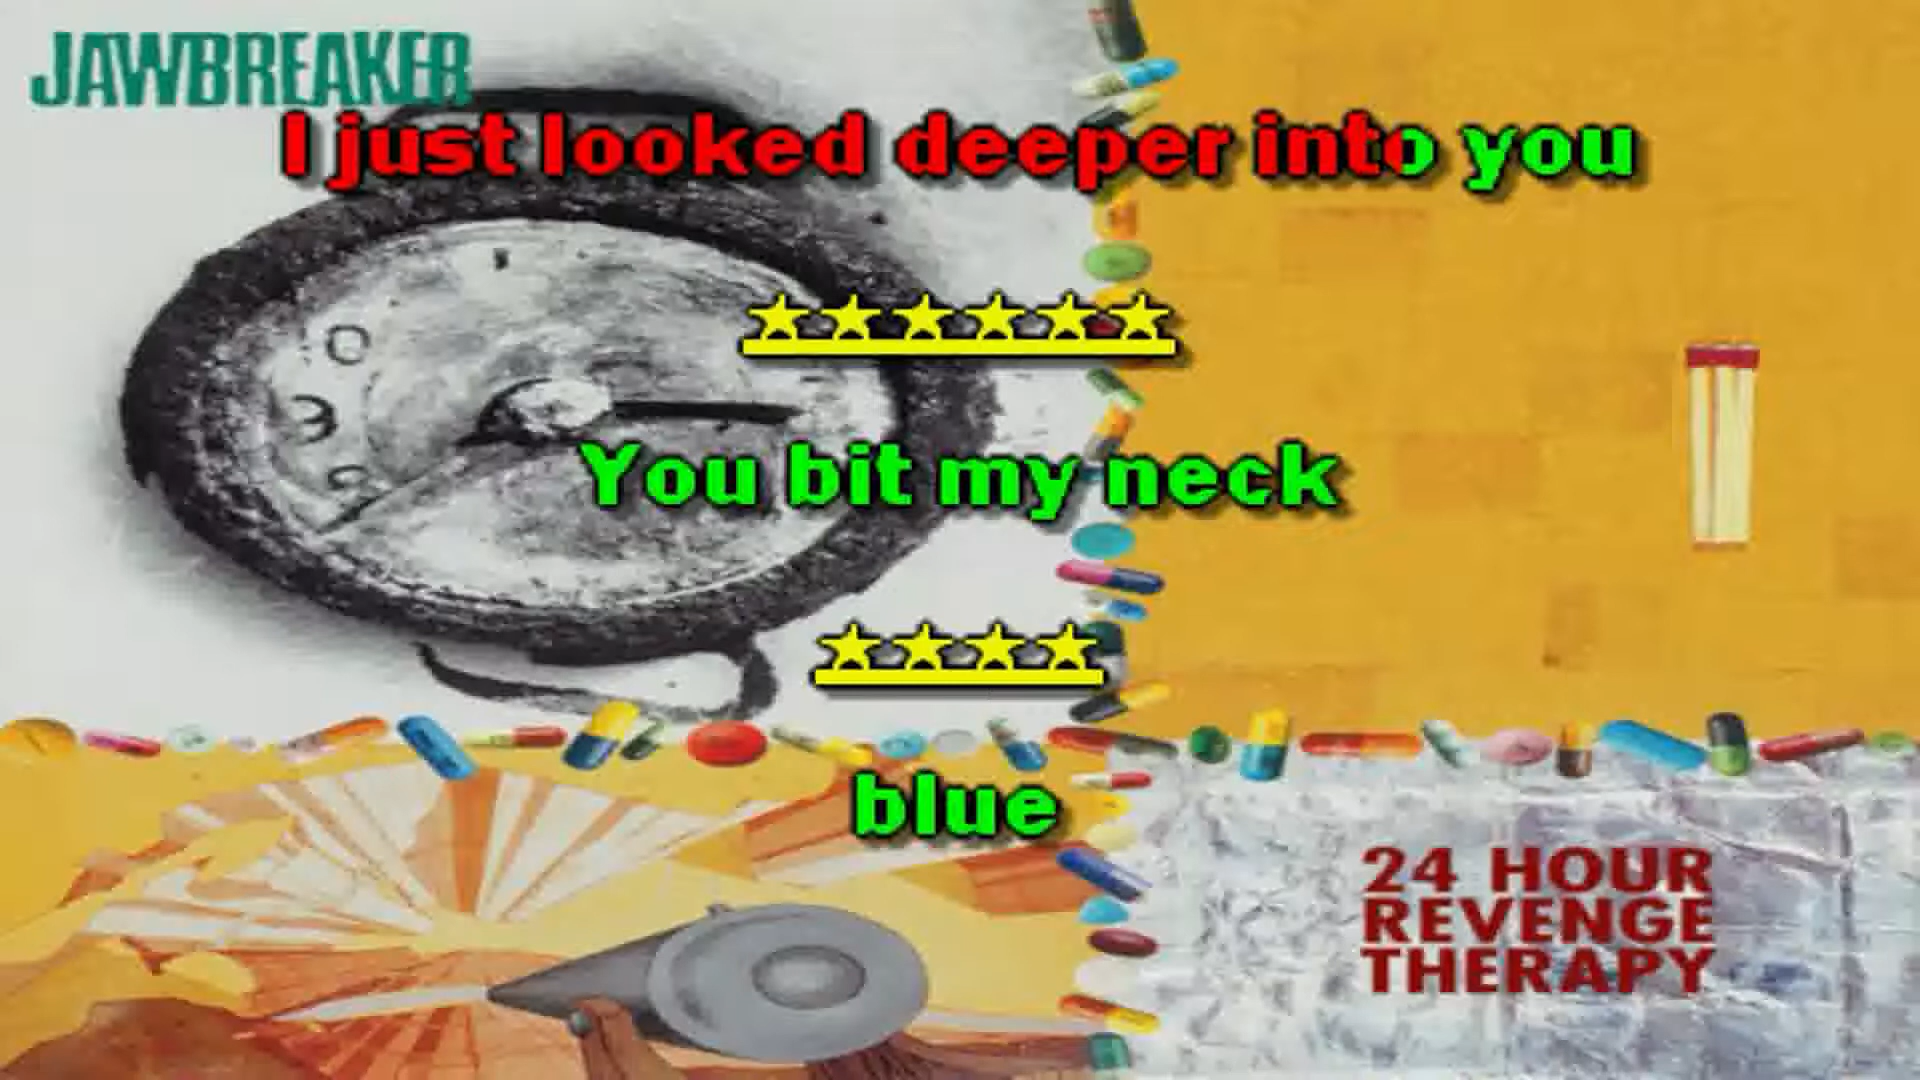 JAWBREAKER
I just looked deeper into you
You bit my neck
blue
24 HOUR
REVENGE
THERAPY